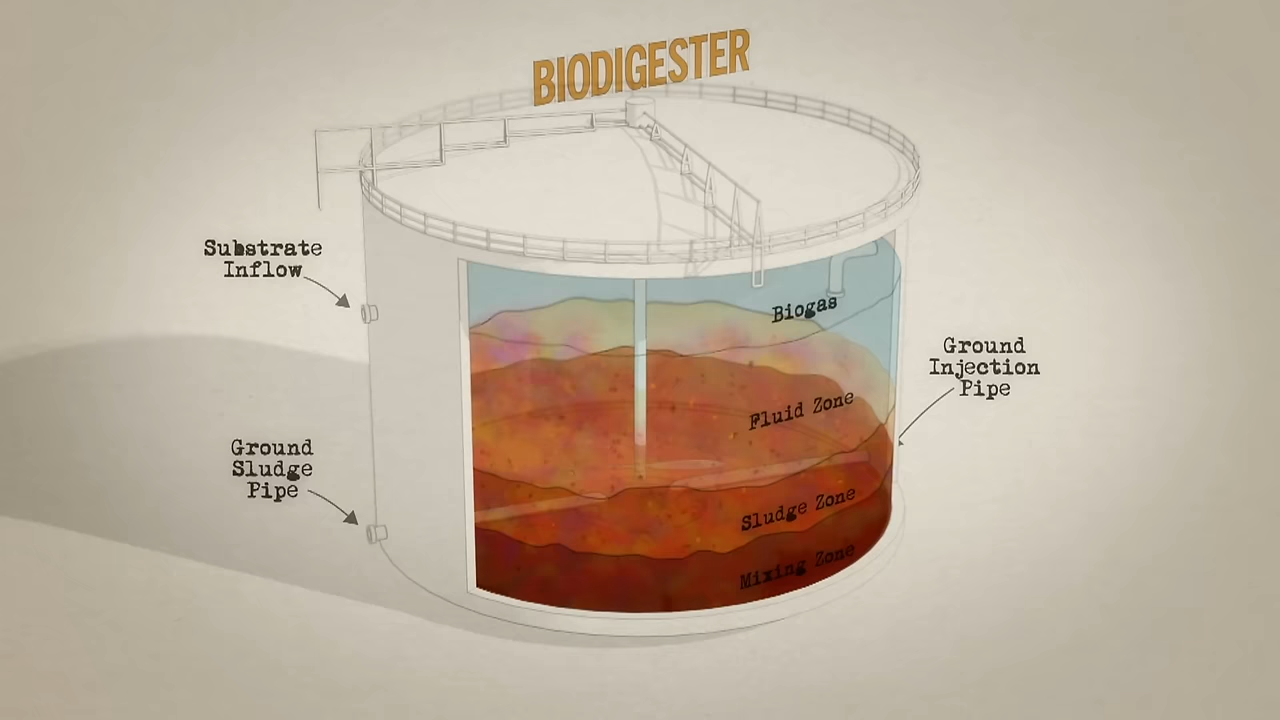 BIODIGESTER
Substrate
Inflow
Biogas
Ground
Injection
Pipe
Fluid Zone
Ground
Sludge
Pipe
Sludge Zone
Mixing Zone